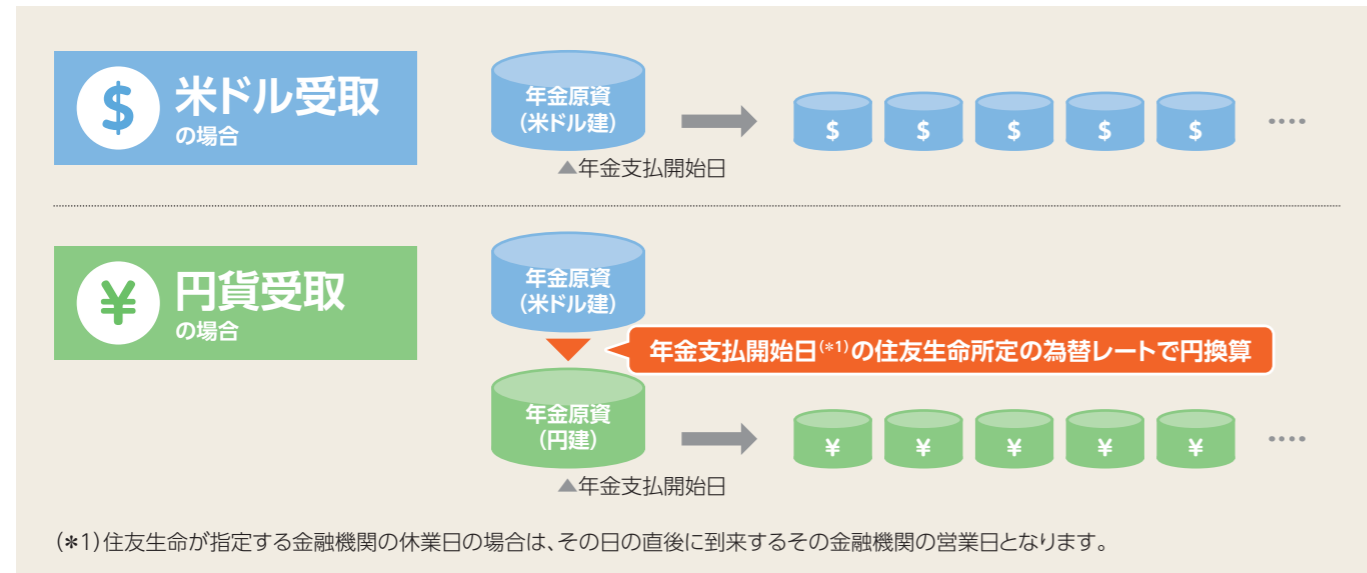 $ 米ドル受取
の場合
年金原資
（米ドル建）
$ $ $ $ $ ‥‥
▲年金支払開始日
¥ 円貨受取
の場合
年金原資
（米ドル建）
年金支払開始日(*1)の住友生命所定の為替レートで円換算
年金原資
（円建）
¥ ¥ ¥ ¥ ¥ ‥‥
▲年金支払開始日
（*1）住友生命が指定する金融機関の休業日の場合は、その日の直後に到来するその金融機関の営業日となります。